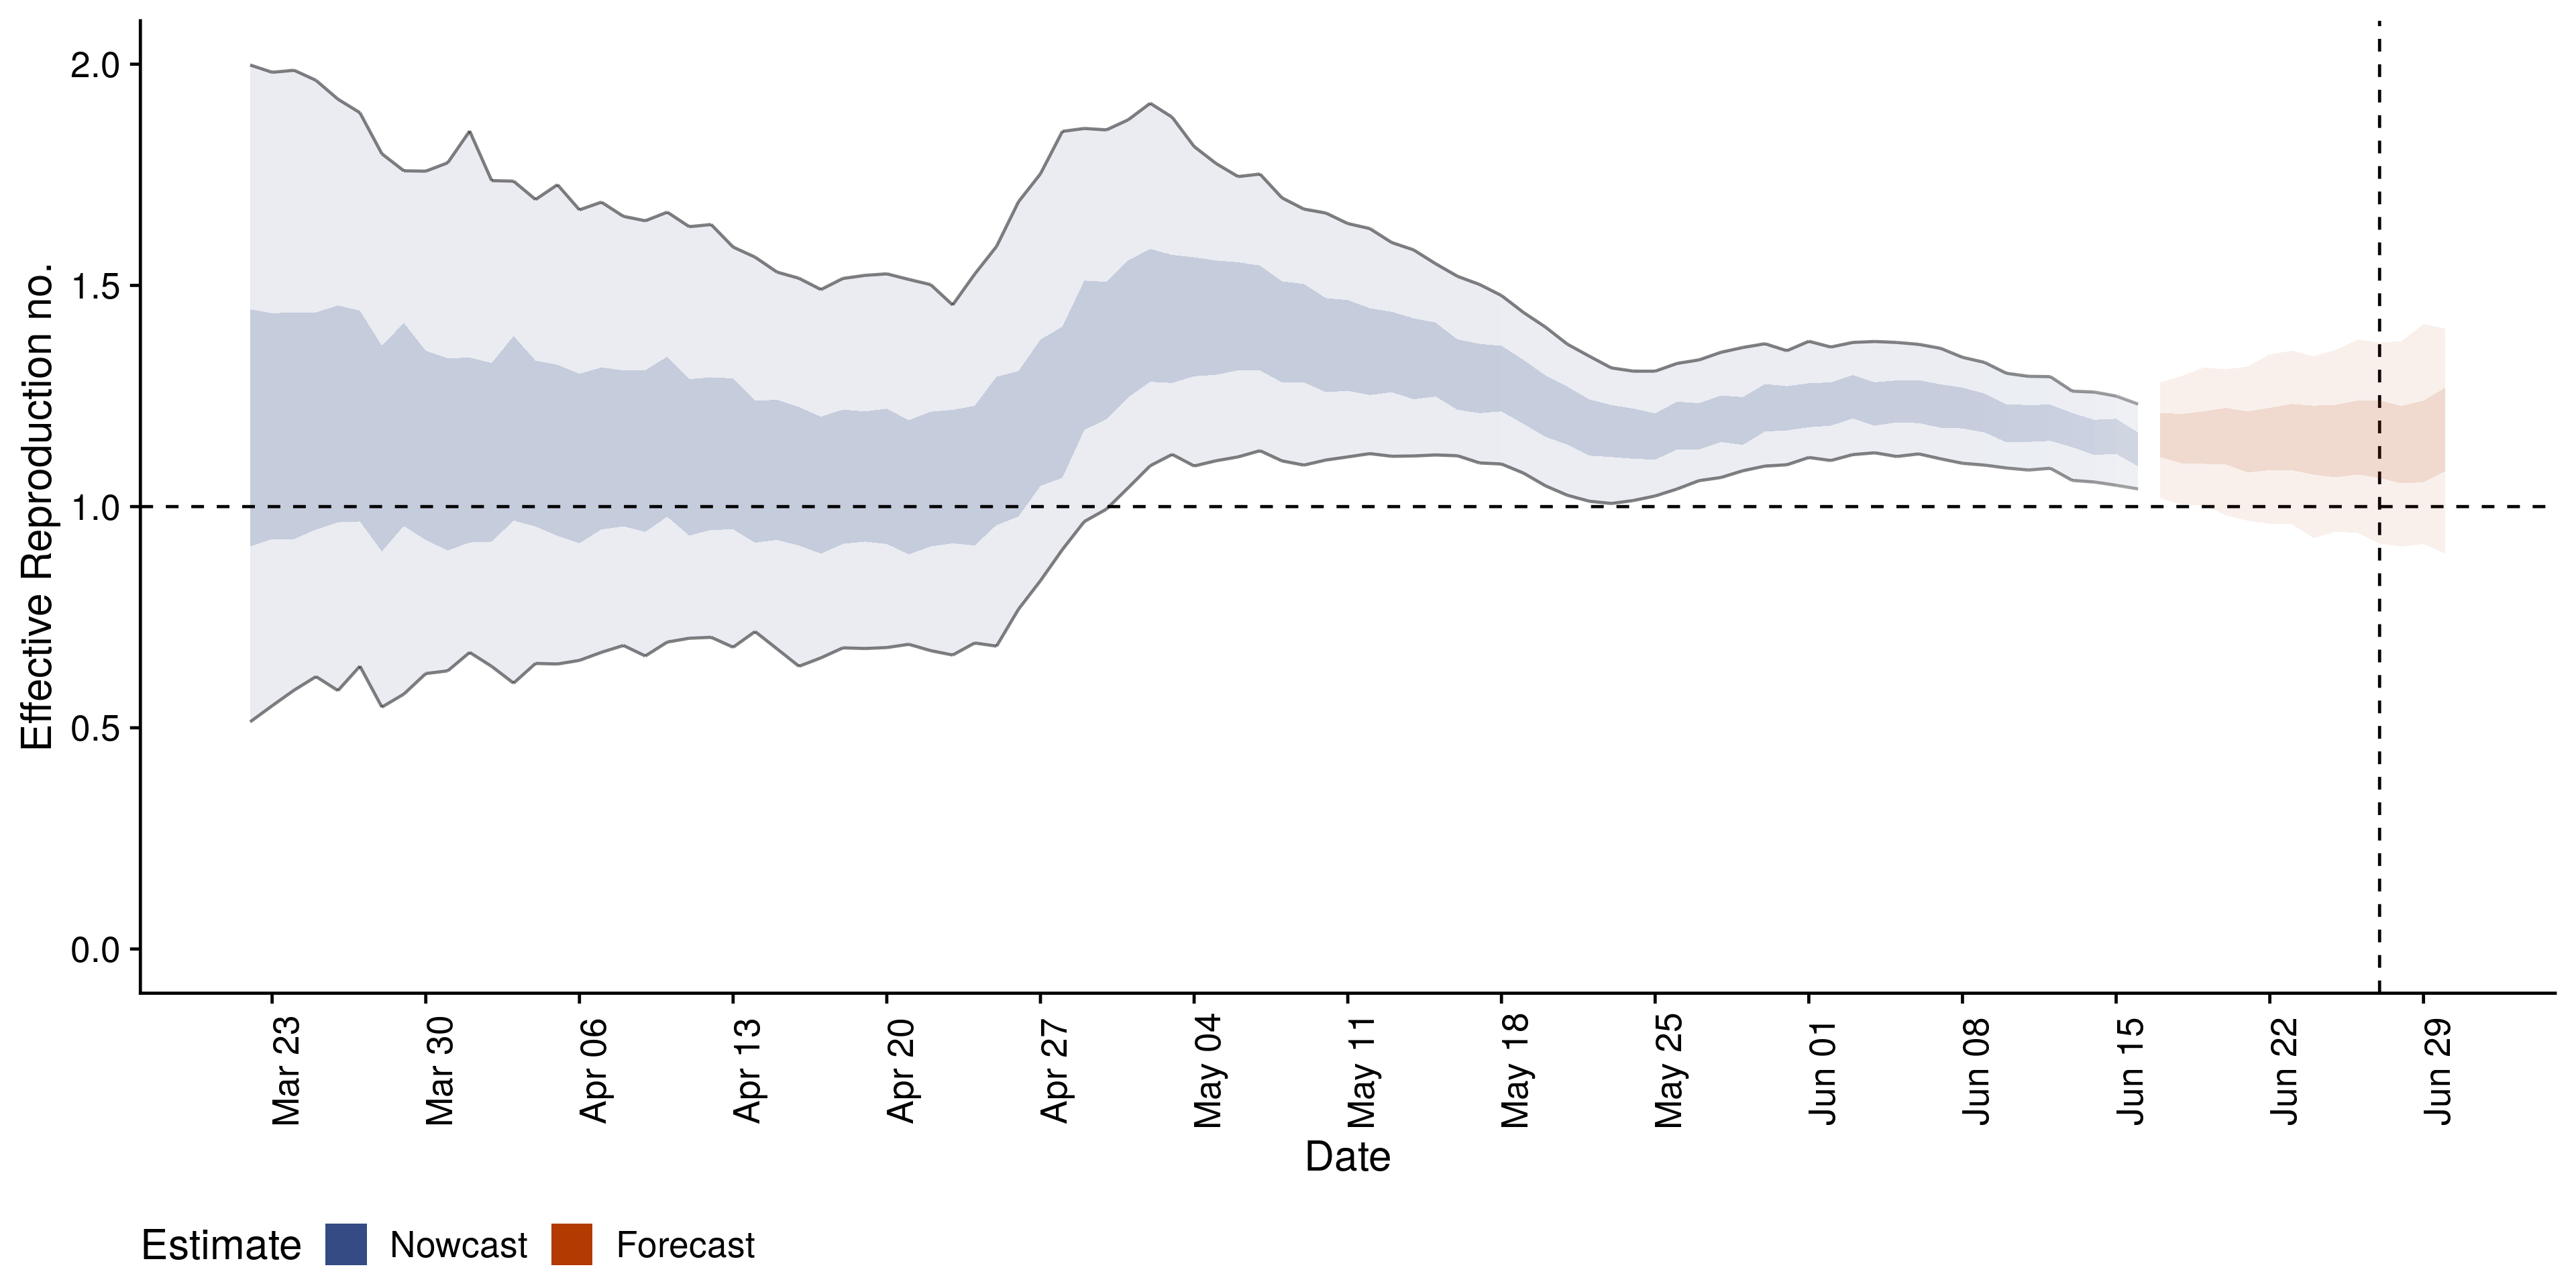 Effective Reproduction no.
2.0
1.5
1.0
0.5
0.0
Mar 23
Mar 30
Apr 06
Apr 13
Apr 20
Apr 27
May 04
May 11
May 18
May 25
Jun 01
Jun 08
Jun 15
Jun 22
Jun 29
Date
Estimate Nowcast Forecast